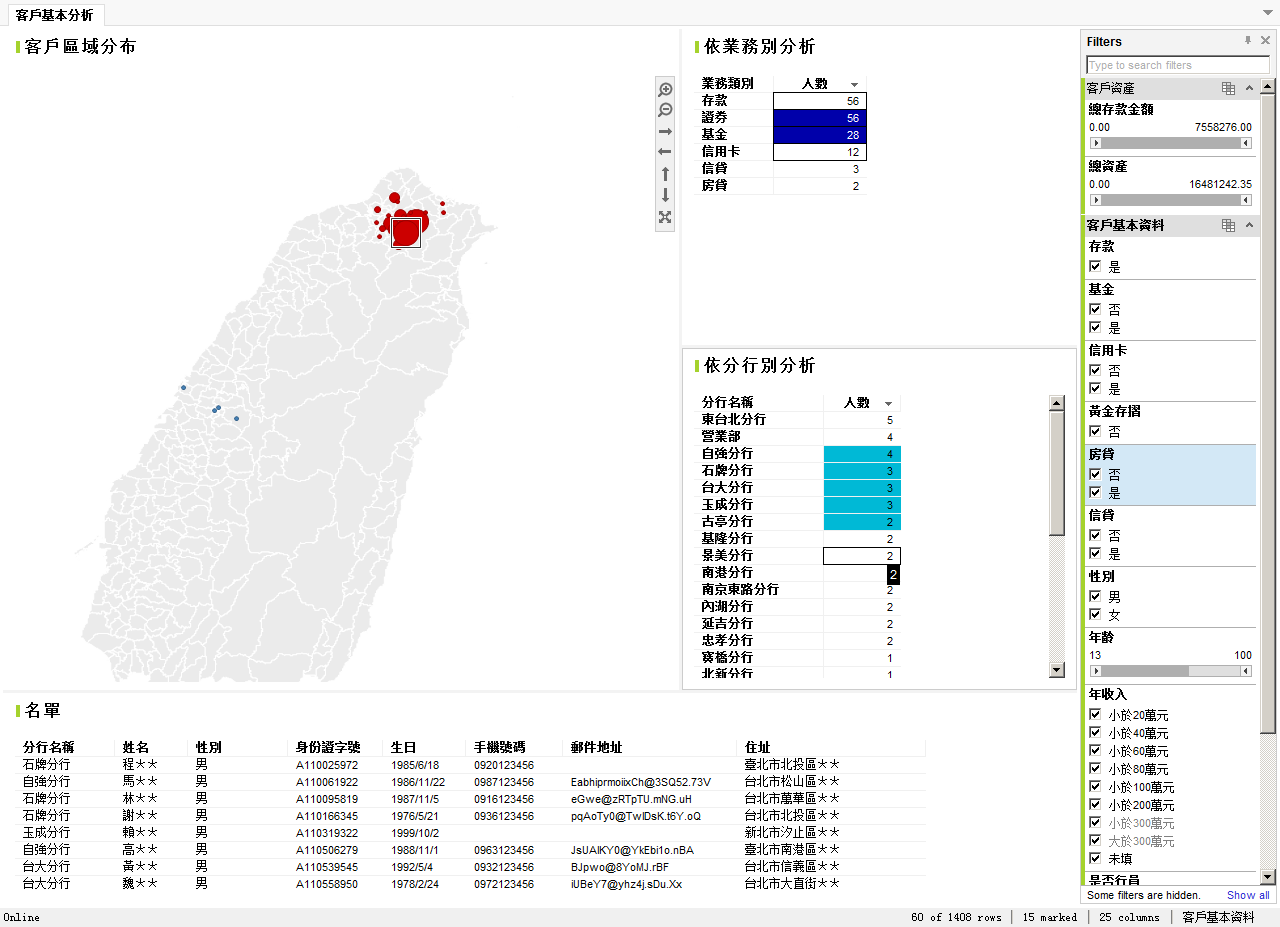 客戶基本分析
客戶區域分布
依業務別分析
業務類別 人數
存款 56
證券 56
基金 28
信用卡 12
信貸 3
房貸 2
依分行別分析
分行名稱 人數
東台北分行 5
營業部 4
自強分行 4
石牌分行 3
台大分行 3
玉成分行 3
古亭分行 2
基隆分行 2
景美分行 2
南港分行 2
南京東路分行 2
內湖分行 2
延吉分行 2
忠孝分行 2
寶橋分行 1
北新分行 1
名單
分行名稱 姓名 性別 身份證字號 生日 手機號碼 郵件地址 住址
石牌分行 程** 男 A110025972 1985/6/18 0920123456 臺北市北投區**
自強分行 馬** 男 A110061922 1986/11/22 0987123456 EabhiprmoiixCh@3SQ52.73V 台北市松山區**
石牌分行 林** 男 A110095819 1987/11/5 0916123456 eGwe@zRTpTU.mNG.uH 台北市萬華區**
石牌分行 謝** 男 A110166345 1976/5/21 0936123456 pqAoTy0@TwIDsK.t6Y.oQ 台北市北投區**
玉成分行 賴** 男 A110319322 1999/10/2 新北市汐止區**
自強分行 高** 男 A110506279 1988/11/1 0963123456 JsUAIKY0@YkEbi1o.nBA 臺北市南港區**
台大分行 黃** 男 A110539545 1992/5/4 0932123456 BJpwo@8YoMJ.rBF 台北市信義區**
台大分行 魏** 男 A110558950 1978/2/24 0972123456 iUBeY7@yhz4j.sDu.Xx 台北市大直街**
Filters
Type to search filters
客戶資產
總存款金額
0.00 7558276.00
總資產
0.00 16481242.35
客戶基本資料
存款
是
基金
否
是
信用卡
否
是
黃金存摺
否
房貸
否
是
信貸
否
是
性別
男
女
年齡
13 100
年收入
小於20萬元
小於40萬元
小於60萬元
小於80萬元
小於100萬元
小於200萬元
小於300萬元
大於300萬元
未填
是否行員
Some filters are hidden. Show all
Online 60 of 1408 rows 15 marked 25 columns 客戶基本資料